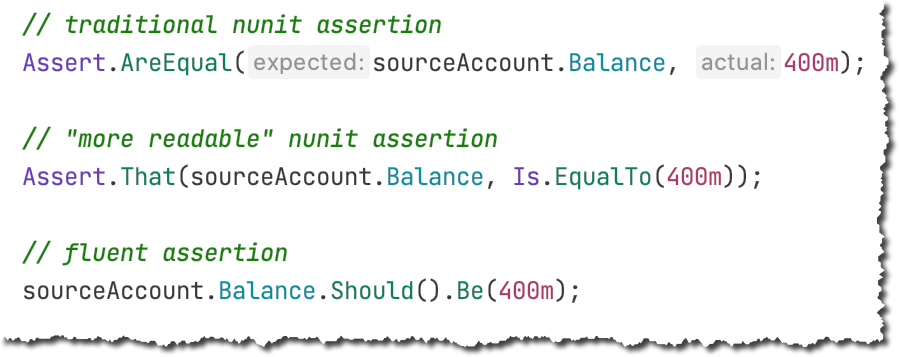 // traditional nunit assertion
Assert.AreEqual( expected: sourceAccount.Balance, actual: 400m);
// "more readable" nunit assertion
Assert.That(sourceAccount.Balance, Is.EqualTo(400m));
// fluent assertion
sourceAccount.Balance.Should().Be(400m);